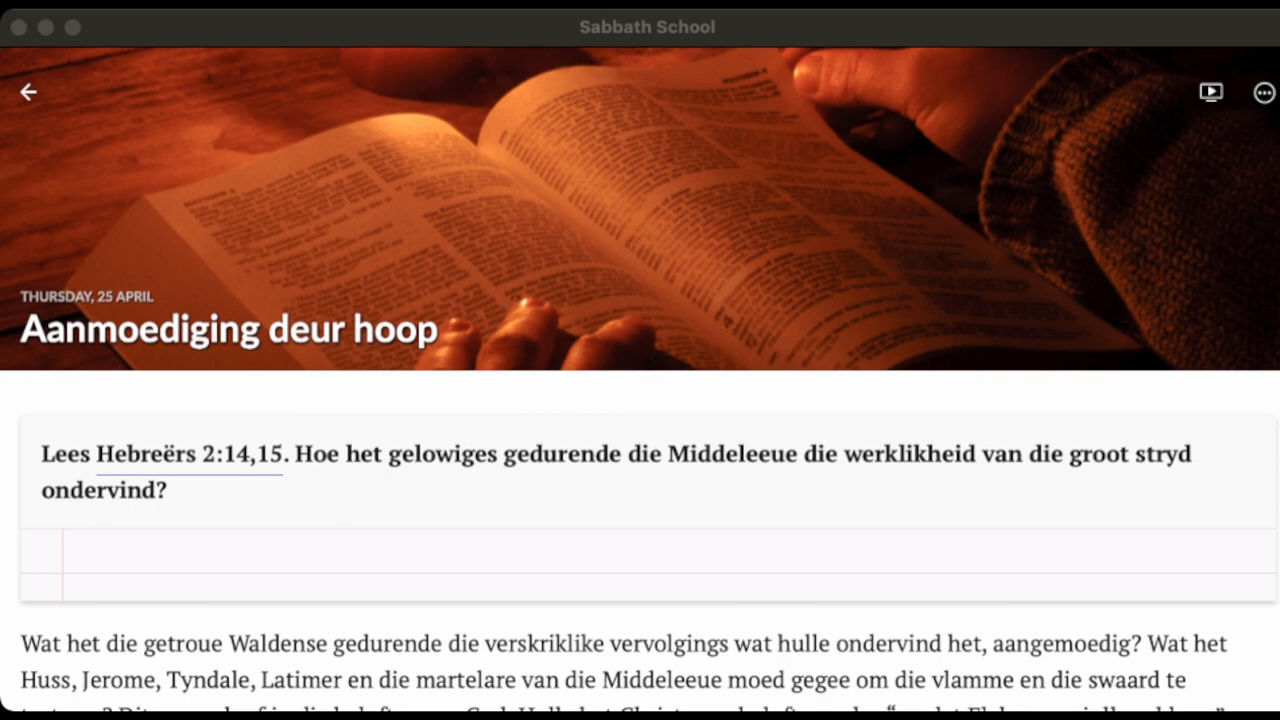 Sabbath School
THURSDAY, 25 APRIL
Aanmoediging deur hoop
Lees Hebreërs 2:14,15. Hoe het gelowiges gedurende die Middeleeue die werklikheid van die groot stryd
ondervind?
Wat het die getroue Waldense gedurende die verskriklike vervolgings wat hulle ondervind het, aangemoedig? Wat het
Huss, Jerome, Tyndale, Latimer en die martelare van die Middeleeue moed gegee om die vlamme en die swaard te